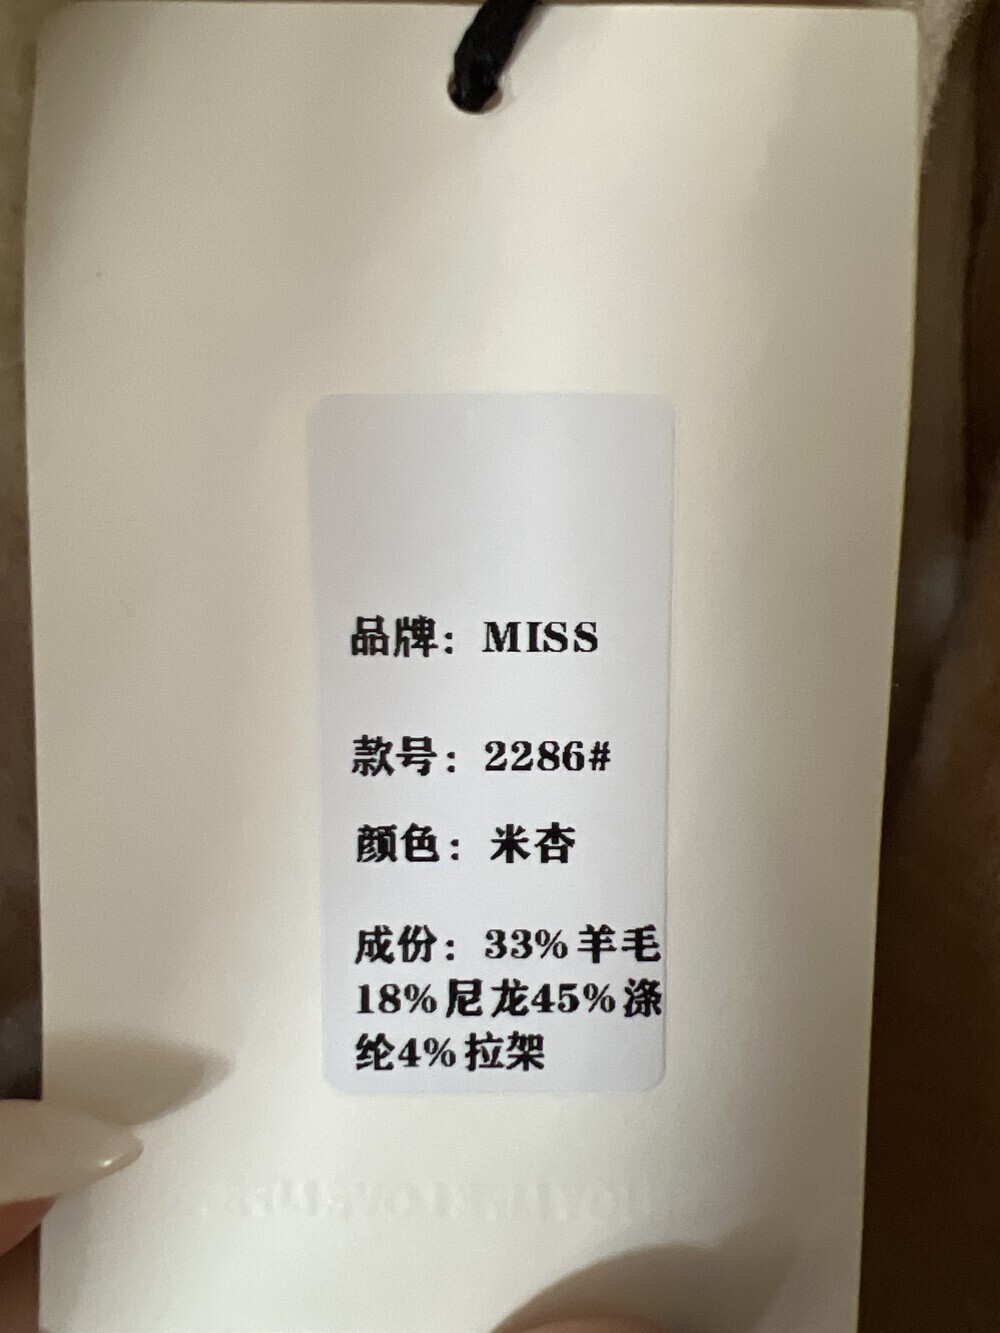 品牌：MISS
款号：2286#
颜色：米杏
成份：33%羊毛
18%尼龙45%涤
纶4%拉架